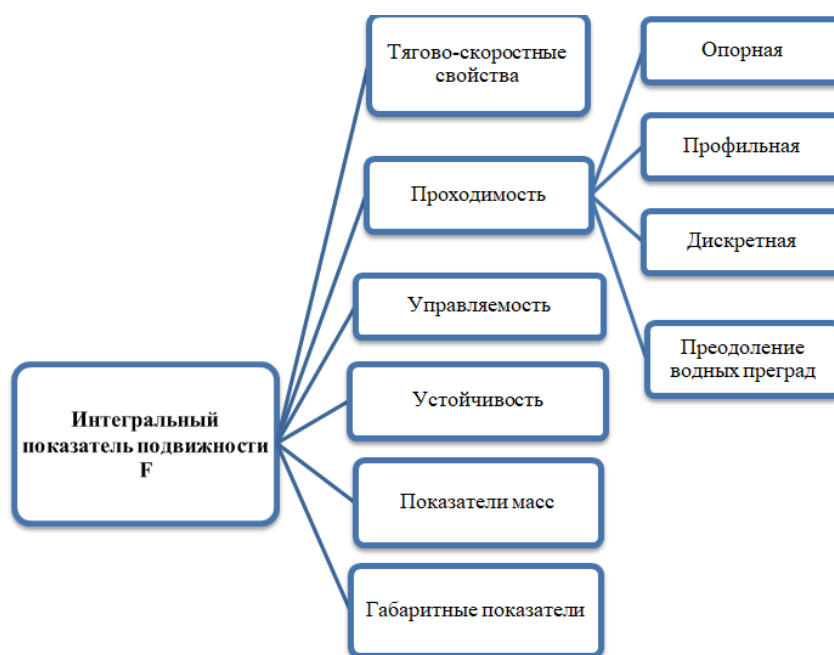 Интегральный
показатель подвижности
F
Тягово-скоростные
свойства
Проходимость
Управляемость
Устойчивость
Показатели масс
Габаритные показатели
Опорная
Профильная
Дискретная
Преодоление
водных преград